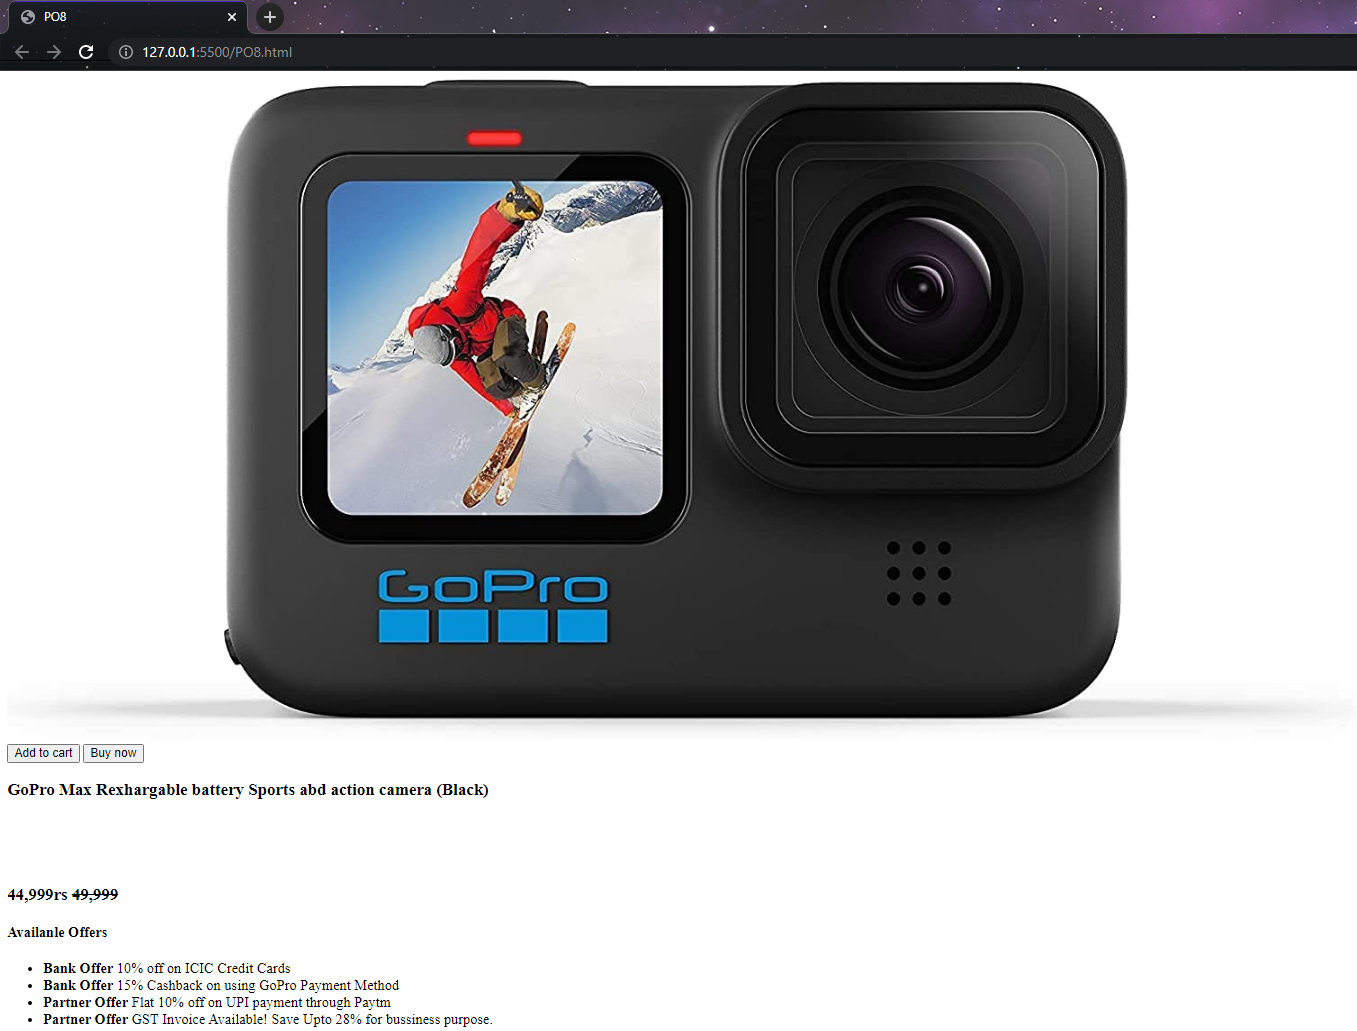 PO8
127.0.0.1:5500/PO8.html
GoPro
Add to cart Buy now
GoPro Max Rexhargable battery Sports abd action camera (Black)
44,999rs 49,999
Availanle Offers
Bank Offer 10% off on ICIC Credit Cards
Bank Offer 15% Cashback on using GoPro Payment Method
Partner Offer Flat 10% off on UPI payment through Paytm
Partner Offer GST Invoice Available! Save Upto 28% for bussiness purpose.